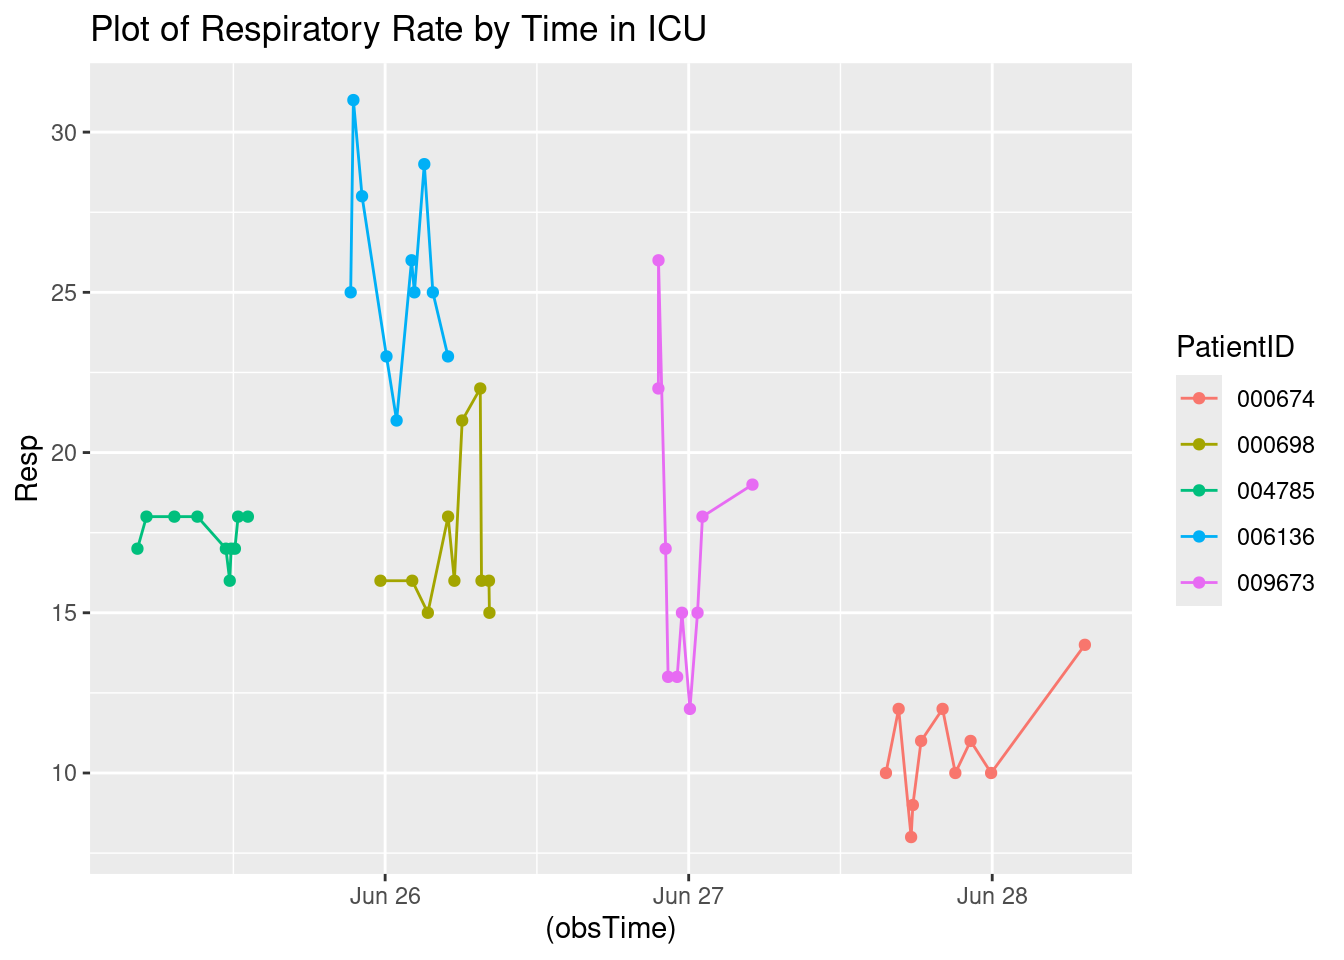 Plot of Respiratory Rate by Time in ICU
30
25
20
15
10
Resp
Jun 26
Jun 27
Jun 28
(obsTime)
PatientID
000674
000698
004785
006136
009673